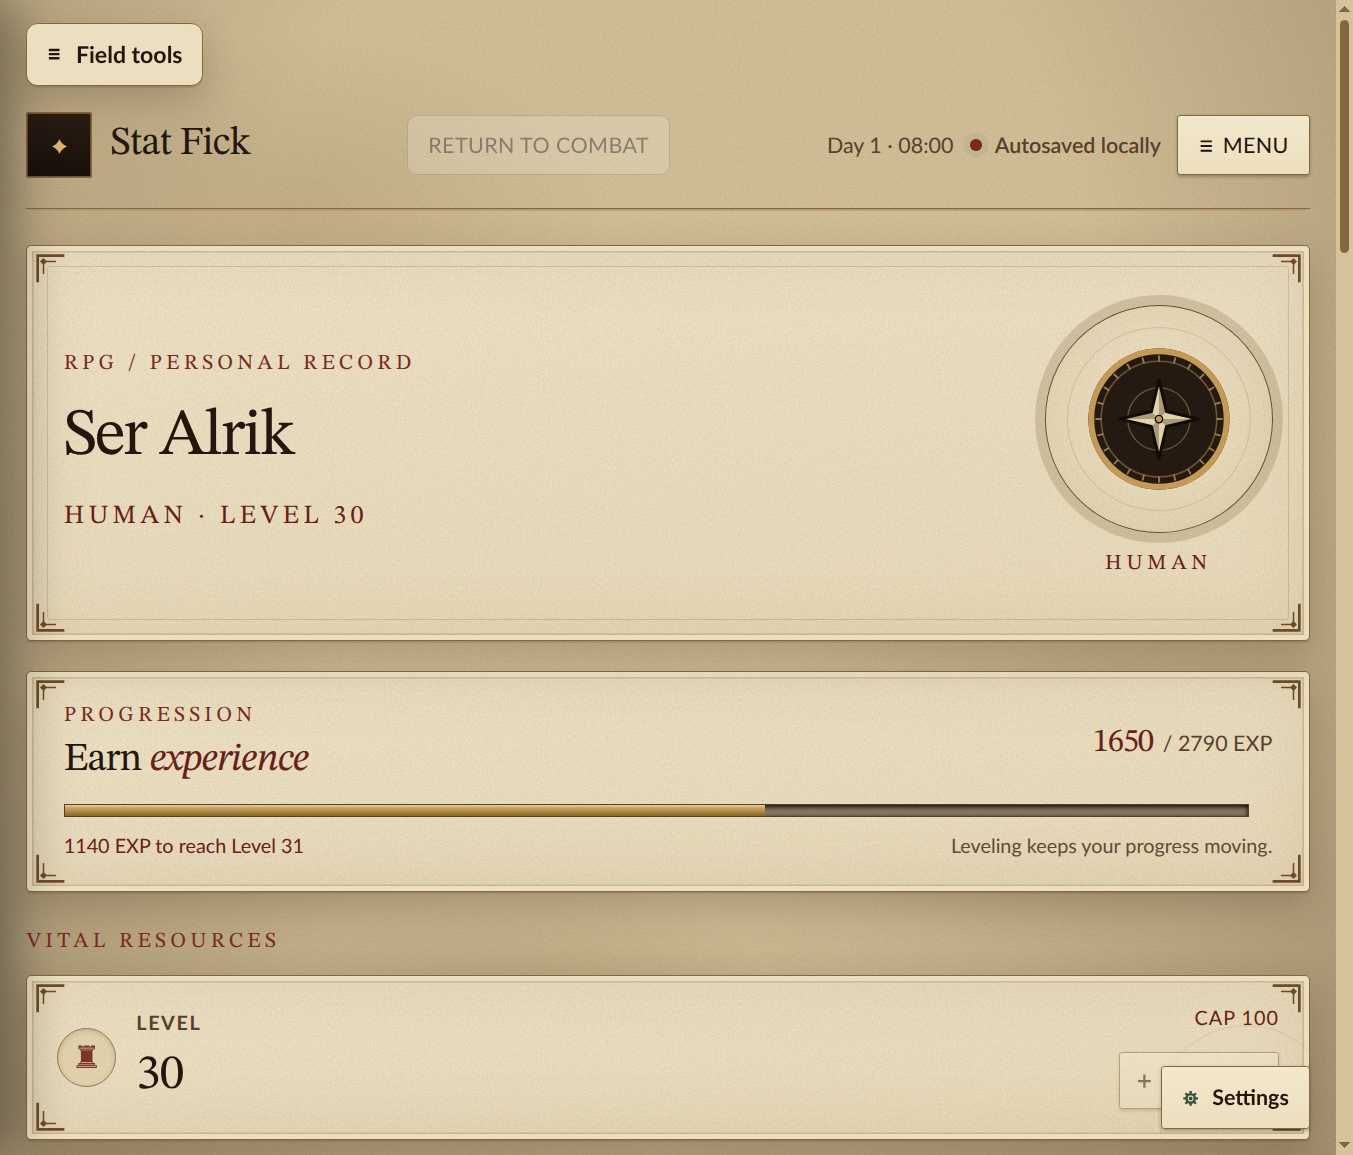 Field tools
Stat Fick
RETURN TO COMBAT
Day 1 · 08:00
Autosaved locally
MENU
RPG / PERSONAL RECORD
Ser Alrik
HUMAN · LEVEL 30
HUMAN
PROGRESSION
Earn experience
1650 / 2790 EXP
1140 EXP to reach Level 31
Leveling keeps your progress moving.
VITAL RESOURCES
LEVEL
30
CAP 100
+
Settings